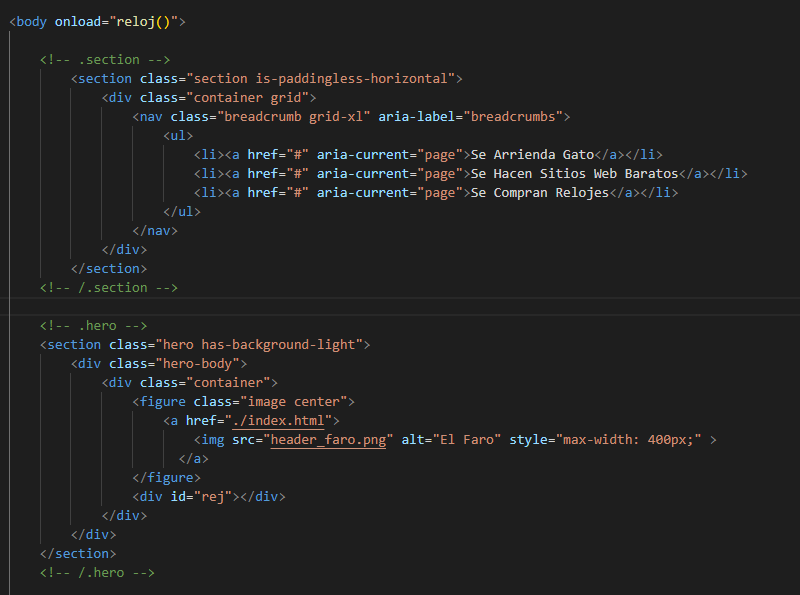 <body onload="reloj()">
<!-- .section -->
<section class="section is-paddingless-horizontal">
<div class="container grid">
<nav class="breadcrumb grid-xl" aria-label="breadcrumbs">
<ul>
<li><a href="#" aria-current="page">Se Arrienda Gato</a></li>
<li><a href="#" aria-current="page">Se Hacen Sitios Web Baratos</a></li>
<li><a href="#" aria-current="page">Se Compran Relojes</a></li>
</ul>
</nav>
</div>
</section>
<!-- /.section -->
<!-- .hero -->
<section class="hero has-background-light">
<div class="hero-body">
<div class="container">
<figure class="image center">
<a href="./index.html">
<img src="header_faro.png" alt="El Faro" style="max-width: 400px;" >
</a>
</figure>
<div id="rej"></div>
</div>
</div>
</section>
<!-- /.hero -->